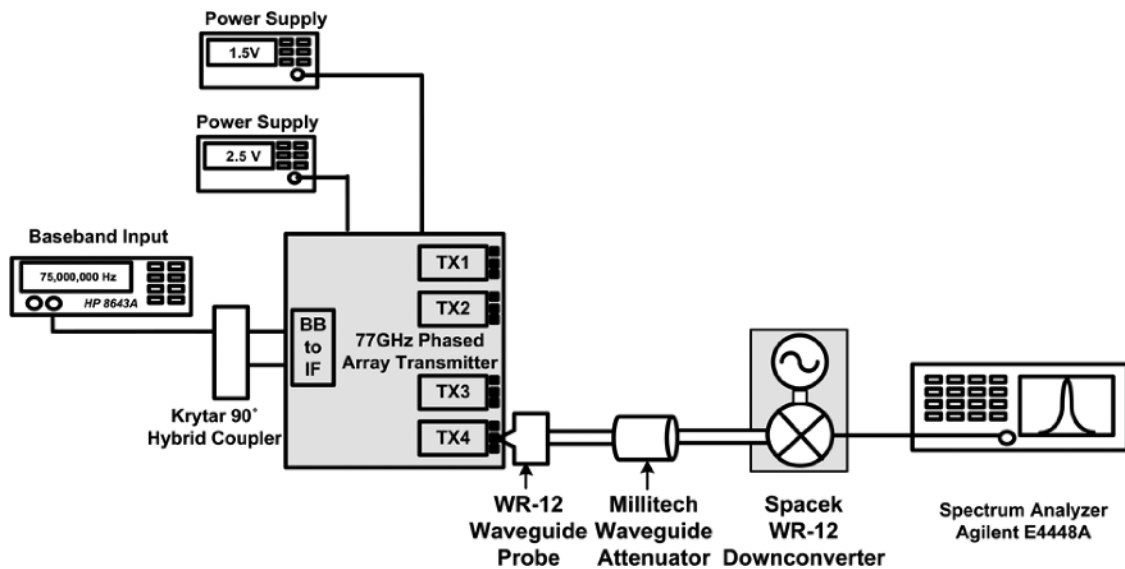 Power Supply
1.5V
Power Supply
2.5 V
Baseband Input
75,000,000 Hz
HP 8643A
BB
to
IF
TX1
TX2
77GHz Phased
Array Transmitter
TX3
TX4
Krytar 90°
Hybrid Coupler
WR-12
Waveguide
Probe
Millitech
Waveguide
Attenuator
Spacek
WR-12
Downconverter
Spectrum Analyzer
Agilent E4448A